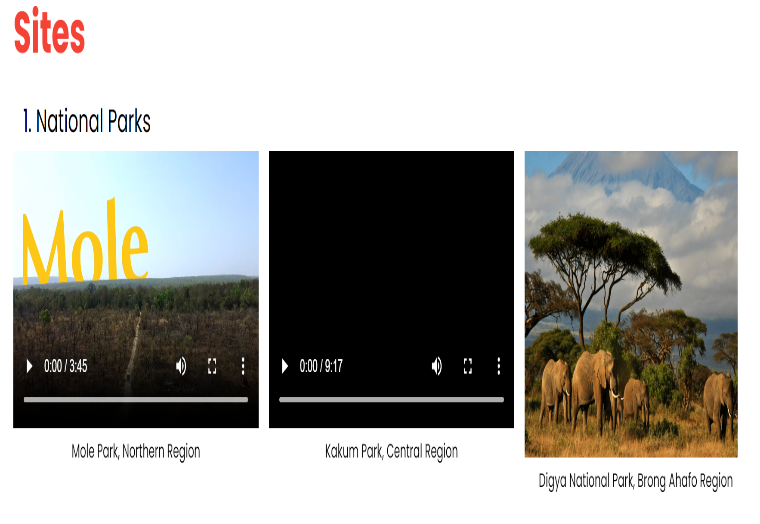 Sites
1. National Parks
Mole
0:00 / 3:45
0:00 / 9:17
Mole Park, Northern Region
Kakum Park, Central Region
Digya National Park, Brong Ahafo Region